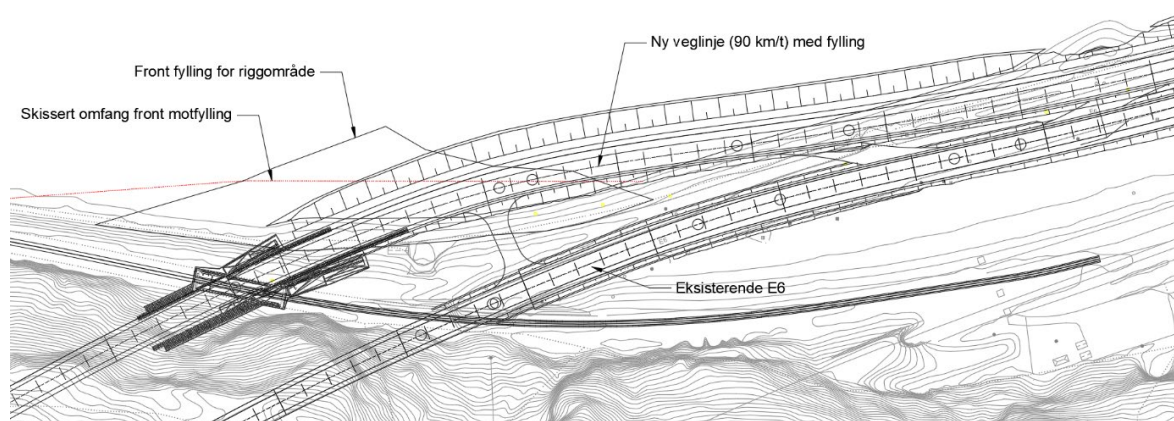 Ny veglinje (90 km/t) med fylling
Front fylling for riggområde
Skissert omfang front motfylling
Eksisterende E6